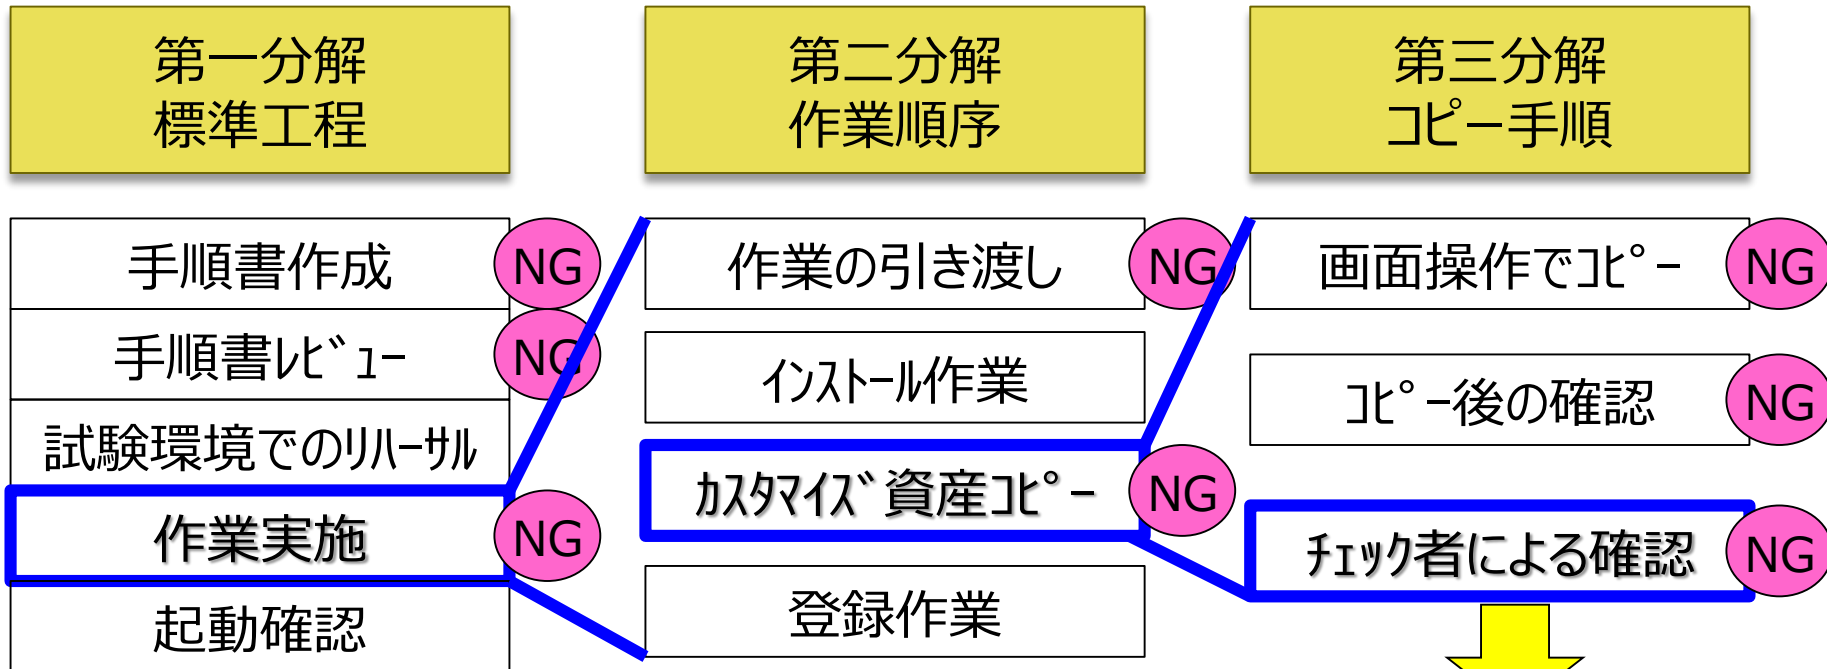 第一分解
標準工程
第二分解
作業順序
第三分解
コピー手順
手順書作成
NG
手順書ﾚﾋﾞｭｰ
NG
試験環境でのﾘﾊｰｻﾙ
作業実施
NG
起動確認
作業の引き渡し
NG
ｲﾝｽﾄｰﾙ作業
ｶｽﾀﾏｲｽﾞ資産ｺﾋﾟｰ
NG
登録作業
画面操作でｺﾋﾟｰ
NG
ｺﾋﾟｰ後の確認
NG
ﾁｪｯｸ者による確認
NG